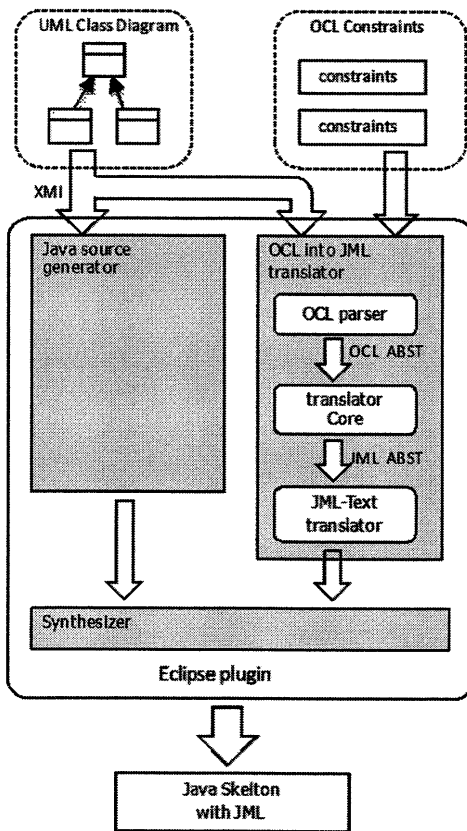 UML Class Diagram
OCL Constraints
constraints
constraints
XMI
Java source
generator
OCL into JML
translator
OCL parser
OCL ABST
translator
Core
JML ABST
JML-Text
translator
Synthesizer
Eclipse plugin
Java Skelton
with JML